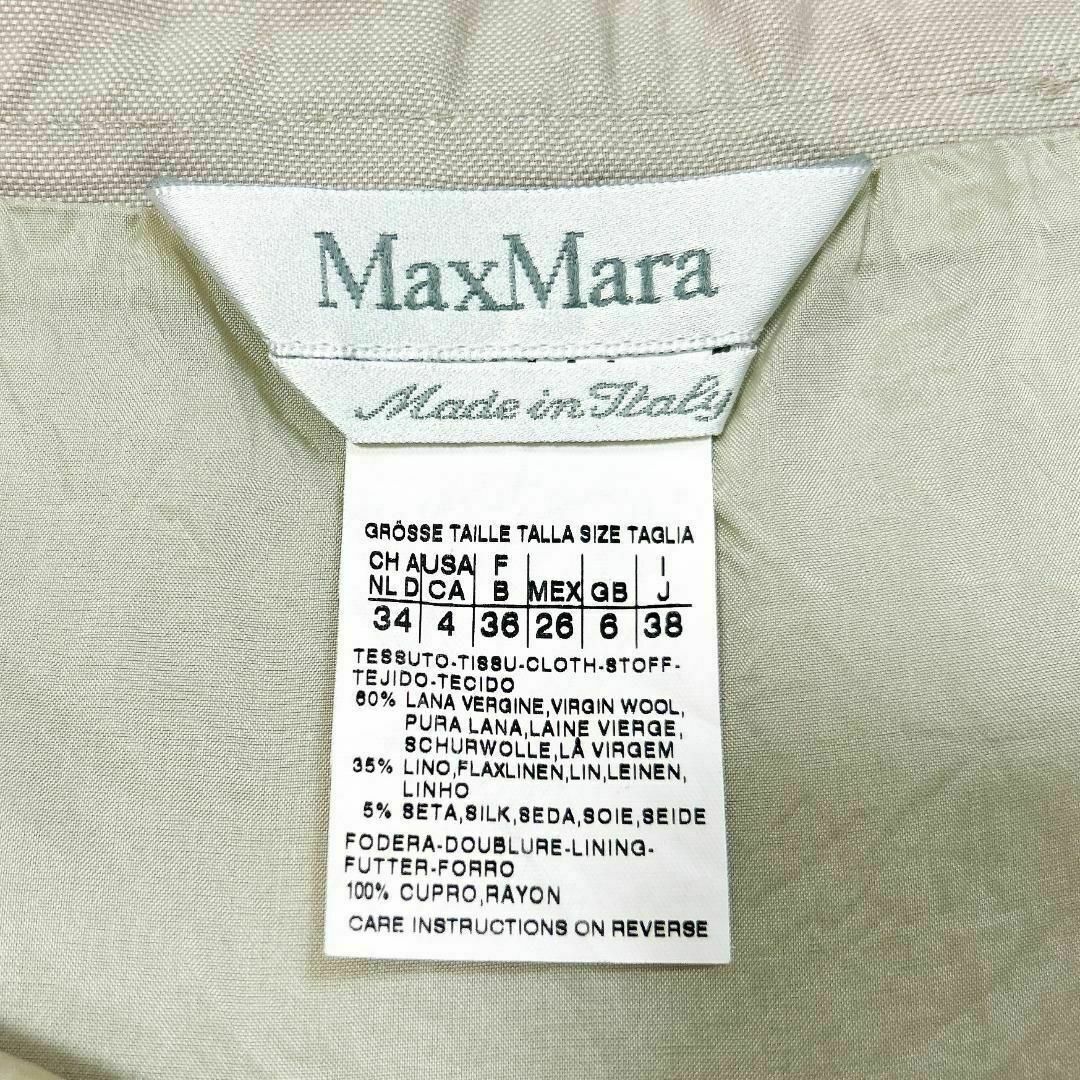 MaxMara
Made in Italy
GRÖSSE TAILLE TALLA SIZE TAGLIA
CH A USA F I
NL D CA B MEX GB J
34 4 36 26 6 38
TESSUTO-TISSU-CLOTH-STOFF-
TEJIDO-TECIDO
60% LANA VERGINE,VIRGIN WOOL,
PURA LANA,LAINE VIERGE,
SCHURWOLLE,LÃ VIRGEM
35% LINO,FLAXLINEN,LIN,LEINEN,
LINHO
5% SETA,SILK,SEDA,SOIE,SEIDE
FODERA-DOUBLURE-LINING-
FUTTER-FORRO
100% CUPRO,RAYON
CARE INSTRUCTIONS ON REVERSE